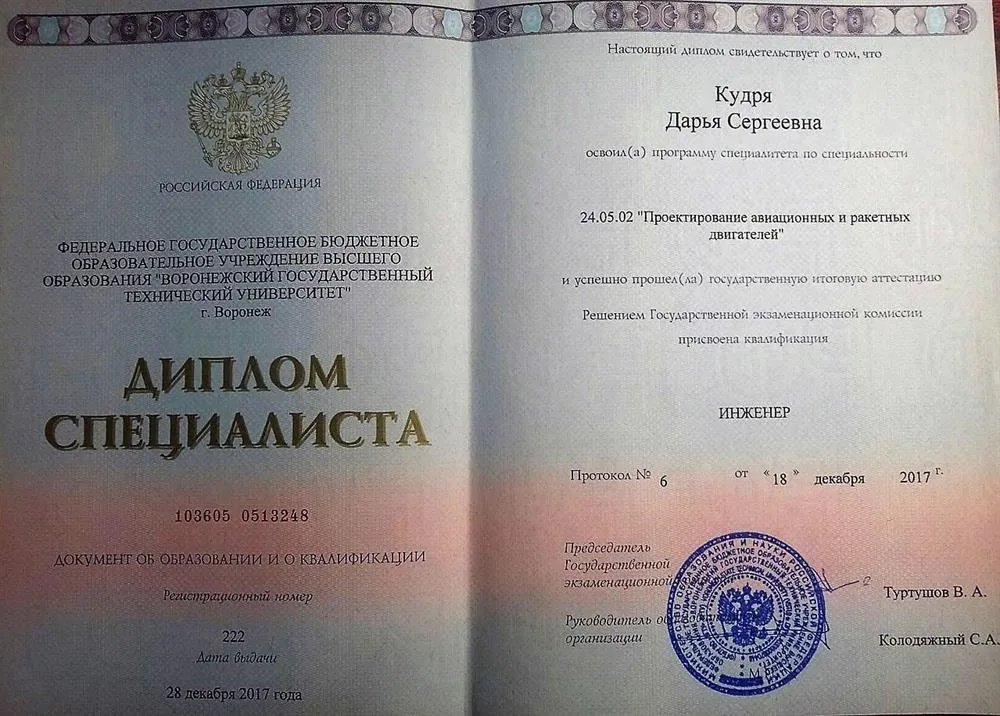 РОССИЙСКАЯ ФЕДЕРАЦИЯ
ФЕДЕРАЛЬНОЕ ГОСУДАРСТВЕННОЕ БЮДЖЕТНОЕ
ОБРАЗОВАТЕЛЬНОЕ УЧРЕЖДЕНИЕ ВЫСШЕГО
ОБРАЗОВАНИЯ "ВОРОНЕЖСКИЙ ГОСУДАРСТВЕННЫЙ
ТЕХНИЧЕСКИЙ УНИВЕРСИТЕТ"
г. Воронеж
ДИПЛОМ
СПЕЦИАЛИСТА
103605 0513248
ДОКУМЕНТ ОБ ОБРАЗОВАНИИ И О КВАЛИФИКАЦИИ
Регистрационный номер
222
Дата выдачи
28 декабря 2017 года
Настоящий диплом свидетельствует о том, что
Кудря
Дарья Сергеевна
освоил(а) программу специалитета по специальности
24.05.02 "Проектирование авиационных и ракетных
двигателей"
и успешно прошел(ла) государственную итоговую аттестацию
Решением Государственной экзаменационной комиссии
присвоена квалификация
ИНЖЕНЕР
Протокол № 6 от « 18 » декабря 2017 г.
Председатель
Государственной
экзаменационной
Туртушов В. А.
Руководитель
организации
Колодяжный С.А.
М.П.